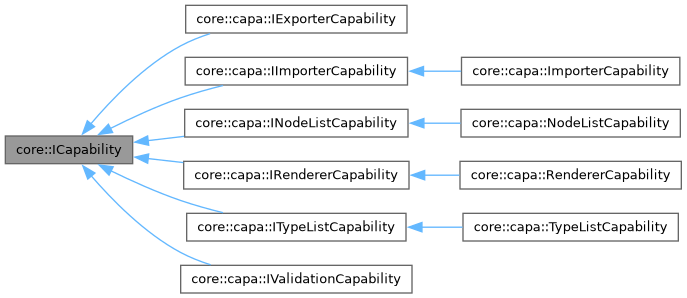 core::capa::IExporterCapability
core::capa::IImporterCapability
core::capa::ImporterCapability
core::capa::INodeListCapability
core::capa::NodeListCapability
core::ICapability
core::capa::IRendererCapability
core::capa::RendererCapability
core::capa::ITypeListCapability
core::capa::TypeListCapability
core::capa::IValidationCapability